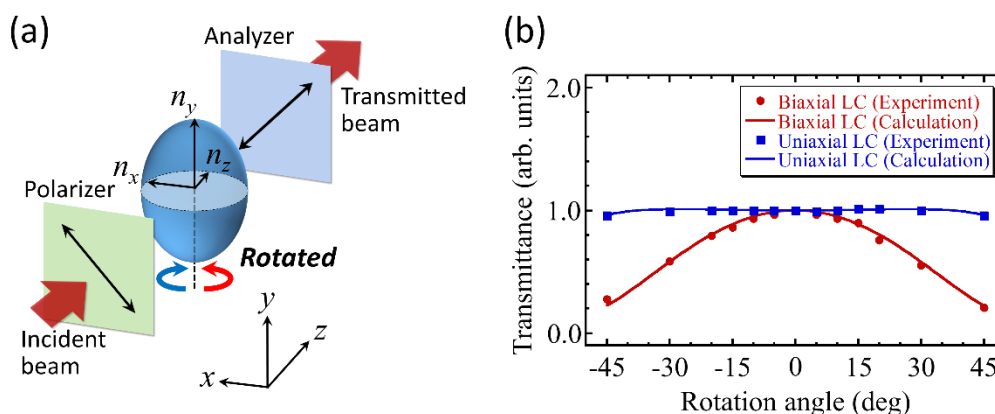 (a)
Analyzer
Transmitted
beam
n_y
n_x
n_z
Polarizer
Rotated
Incident
beam
y
z
x
(b)
Transmittance (arb. units)
2.0
1.0
0.0
Biaxial LC (Experiment)
Biaxial LC (Calculation)
Uniaxial LC (Experiment)
Uniaxial LC (Calculation)
-45 -30 -15 0 15 30 45
Rotation angle (deg)